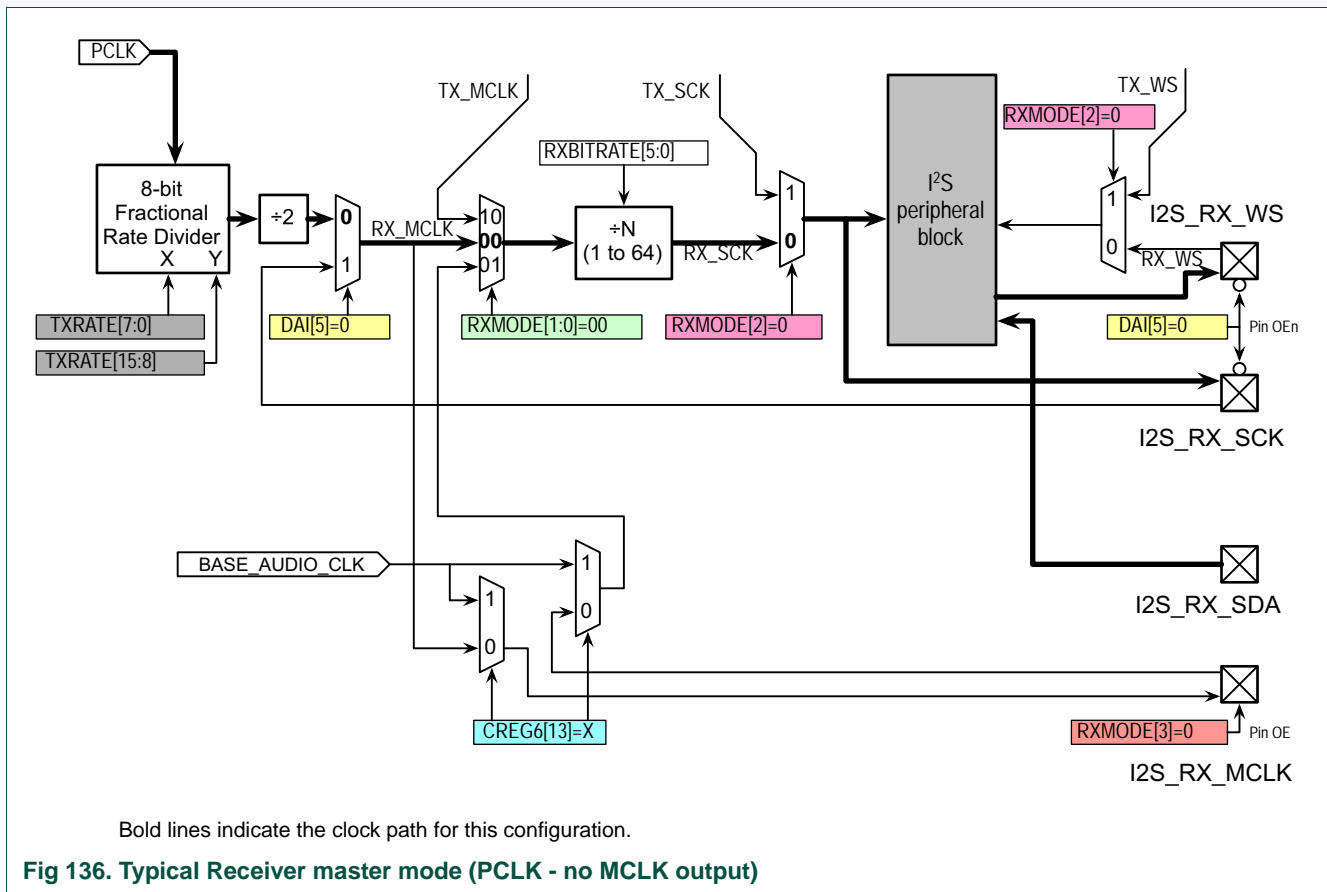 PCLK
TX_MCLK
TX_SCK
TX_WS
RXMODE[2]=0
RXBITRATE[5:0]
8-bit
Fractional
Rate Divider
X Y
÷2
0
1
RX_MCLK
10
00
01
÷N
(1 to 64)
RX_SCK
1
0
I²S
peripheral
block
1
0
I2S_RX_WS
RX_WS
TXRATE[7:0]
TXRATE[15:8]
DAI[5]=0
RXMODE[1:0]=00
RXMODE[2]=0
DAI[5]=0
Pin OEn
I2S_RX_SCK
BASE_AUDIO_CLK
1
0
1
0
I2S_RX_SDA
CREG6[13]=X
RXMODE[3]=0
Pin OE
I2S_RX_MCLK
Bold lines indicate the clock path for this configuration.
Fig 136. Typical Receiver master mode (PCLK - no MCLK output)